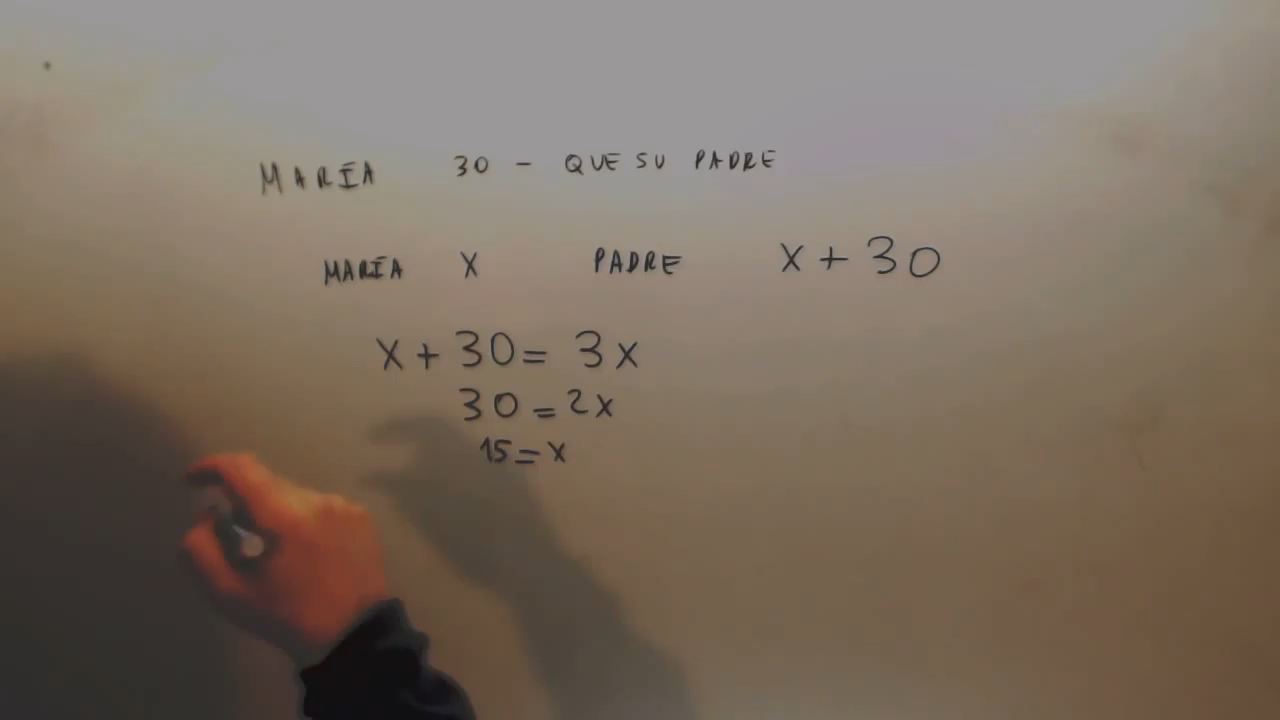 MARÍA 30 - QUE SU PADRE
MARÍA X PADRE X + 30
X + 30 = 3x
30 = 2x
15 = x